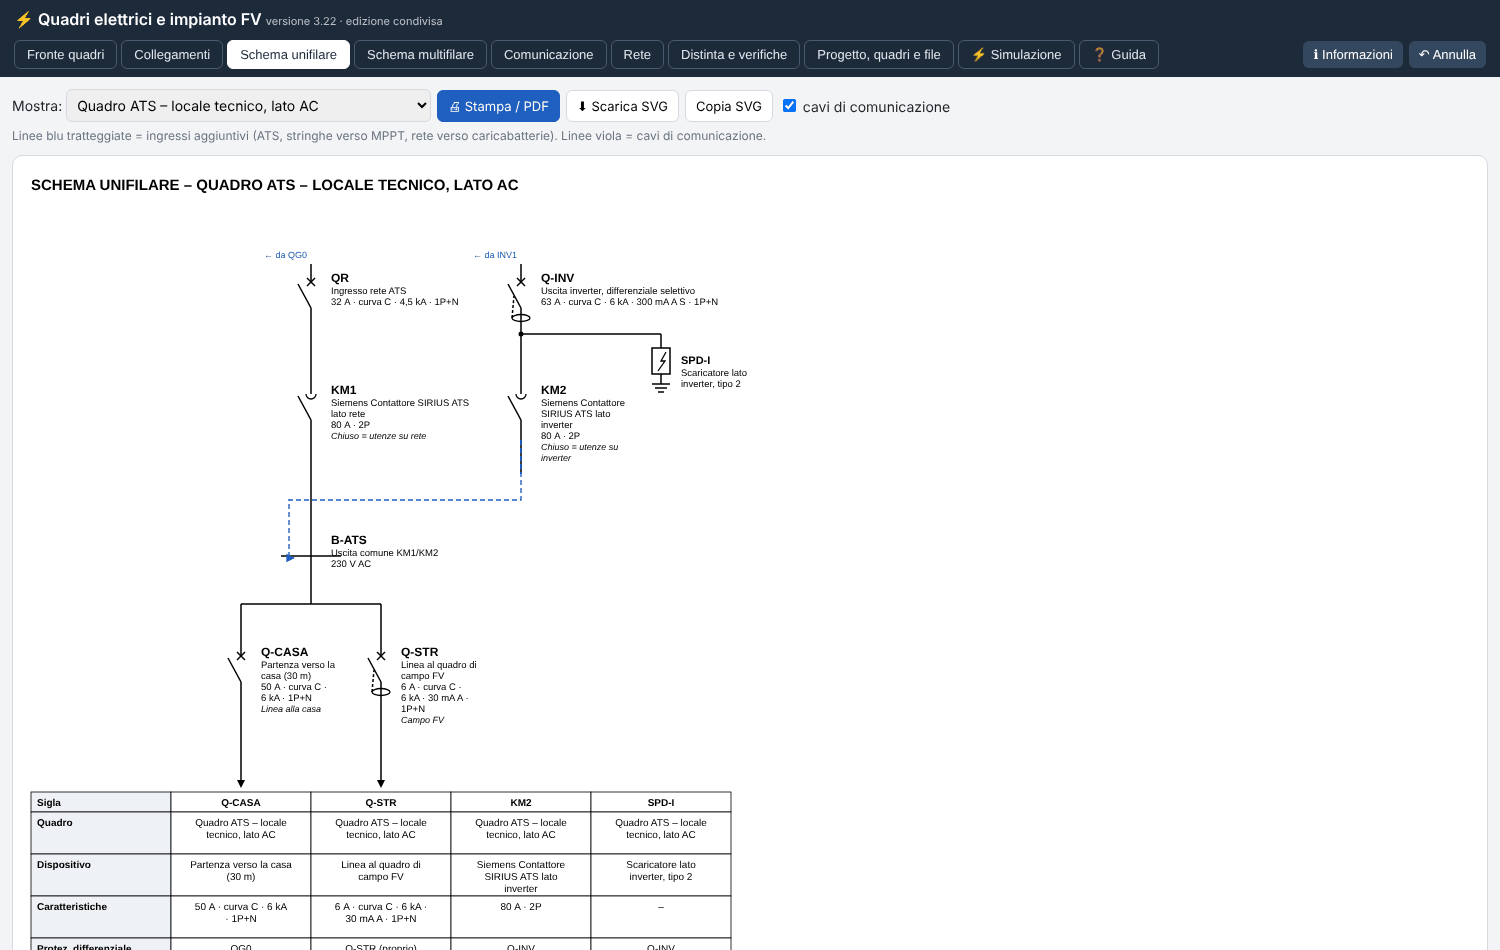 ⚡ Quadri elettrici e impianto FV versione 3.22 · edizione condivisa
Fronte quadri
Collegamenti
Schema unifilare
Schema multifilare
Comunicazione
Rete
Distinta e verifiche
Progetto, quadri e file
⚡ Simulazione
❓ Guida
ℹ Informazioni
↶ Annulla
Mostra: Quadro ATS – locale tecnico, lato AC
🖨 Stampa / PDF
⬇ Scarica SVG
Copia SVG
cavi di comunicazione
Linee blu tratteggiate = ingressi aggiuntivi (ATS, stringhe verso MPPT, rete verso caricabatterie). Linee viola = cavi di comunicazione.
SCHEMA UNIFILARE – QUADRO ATS – LOCALE TECNICO, LATO AC
← da QG0
← da INV1
QR
Ingresso rete ATS
32 A · curva C · 4,5 kA · 1P+N
Q-INV
Uscita inverter, differenziale selettivo
63 A · curva C · 6 kA · 300 mA A S · 1P+N
SPD-I
Scaricatore lato
inverter, tipo 2
KM1
Siemens Contattore SIRIUS ATS
lato rete
80 A · 2P
Chiuso = utenze su rete
KM2
Siemens Contattore
SIRIUS ATS lato
inverter
80 A · 2P
Chiuso = utenze su
inverter
B-ATS
Uscita comune KM1/KM2
230 V AC
Q-CASA
Partenza verso la
casa (30 m)
50 A · curva C ·
6 kA · 1P+N
Linea alla casa
Q-STR
Linea al quadro di
campo FV
6 A · curva C ·
6 kA · 30 mA A ·
1P+N
Campo FV
Sigla
Q-CASA
Q-STR
KM2
SPD-I
Quadro
Quadro ATS – locale
tecnico, lato AC
Quadro ATS – locale
tecnico, lato AC
Quadro ATS – locale
tecnico, lato AC
Quadro ATS – locale
tecnico, lato AC
Dispositivo
Partenza verso la casa
(30 m)
Linea al quadro di
campo FV
Siemens Contattore
SIRIUS ATS lato
inverter
Scaricatore lato
inverter, tipo 2
Caratteristiche
50 A · curva C · 6 kA
· 1P+N
6 A · curva C · 6 kA ·
30 mA A · 1P+N
80 A · 2P
–
Protez. differenziale
QG0
Q-STR (proprio)
Q-INV
Q-INV